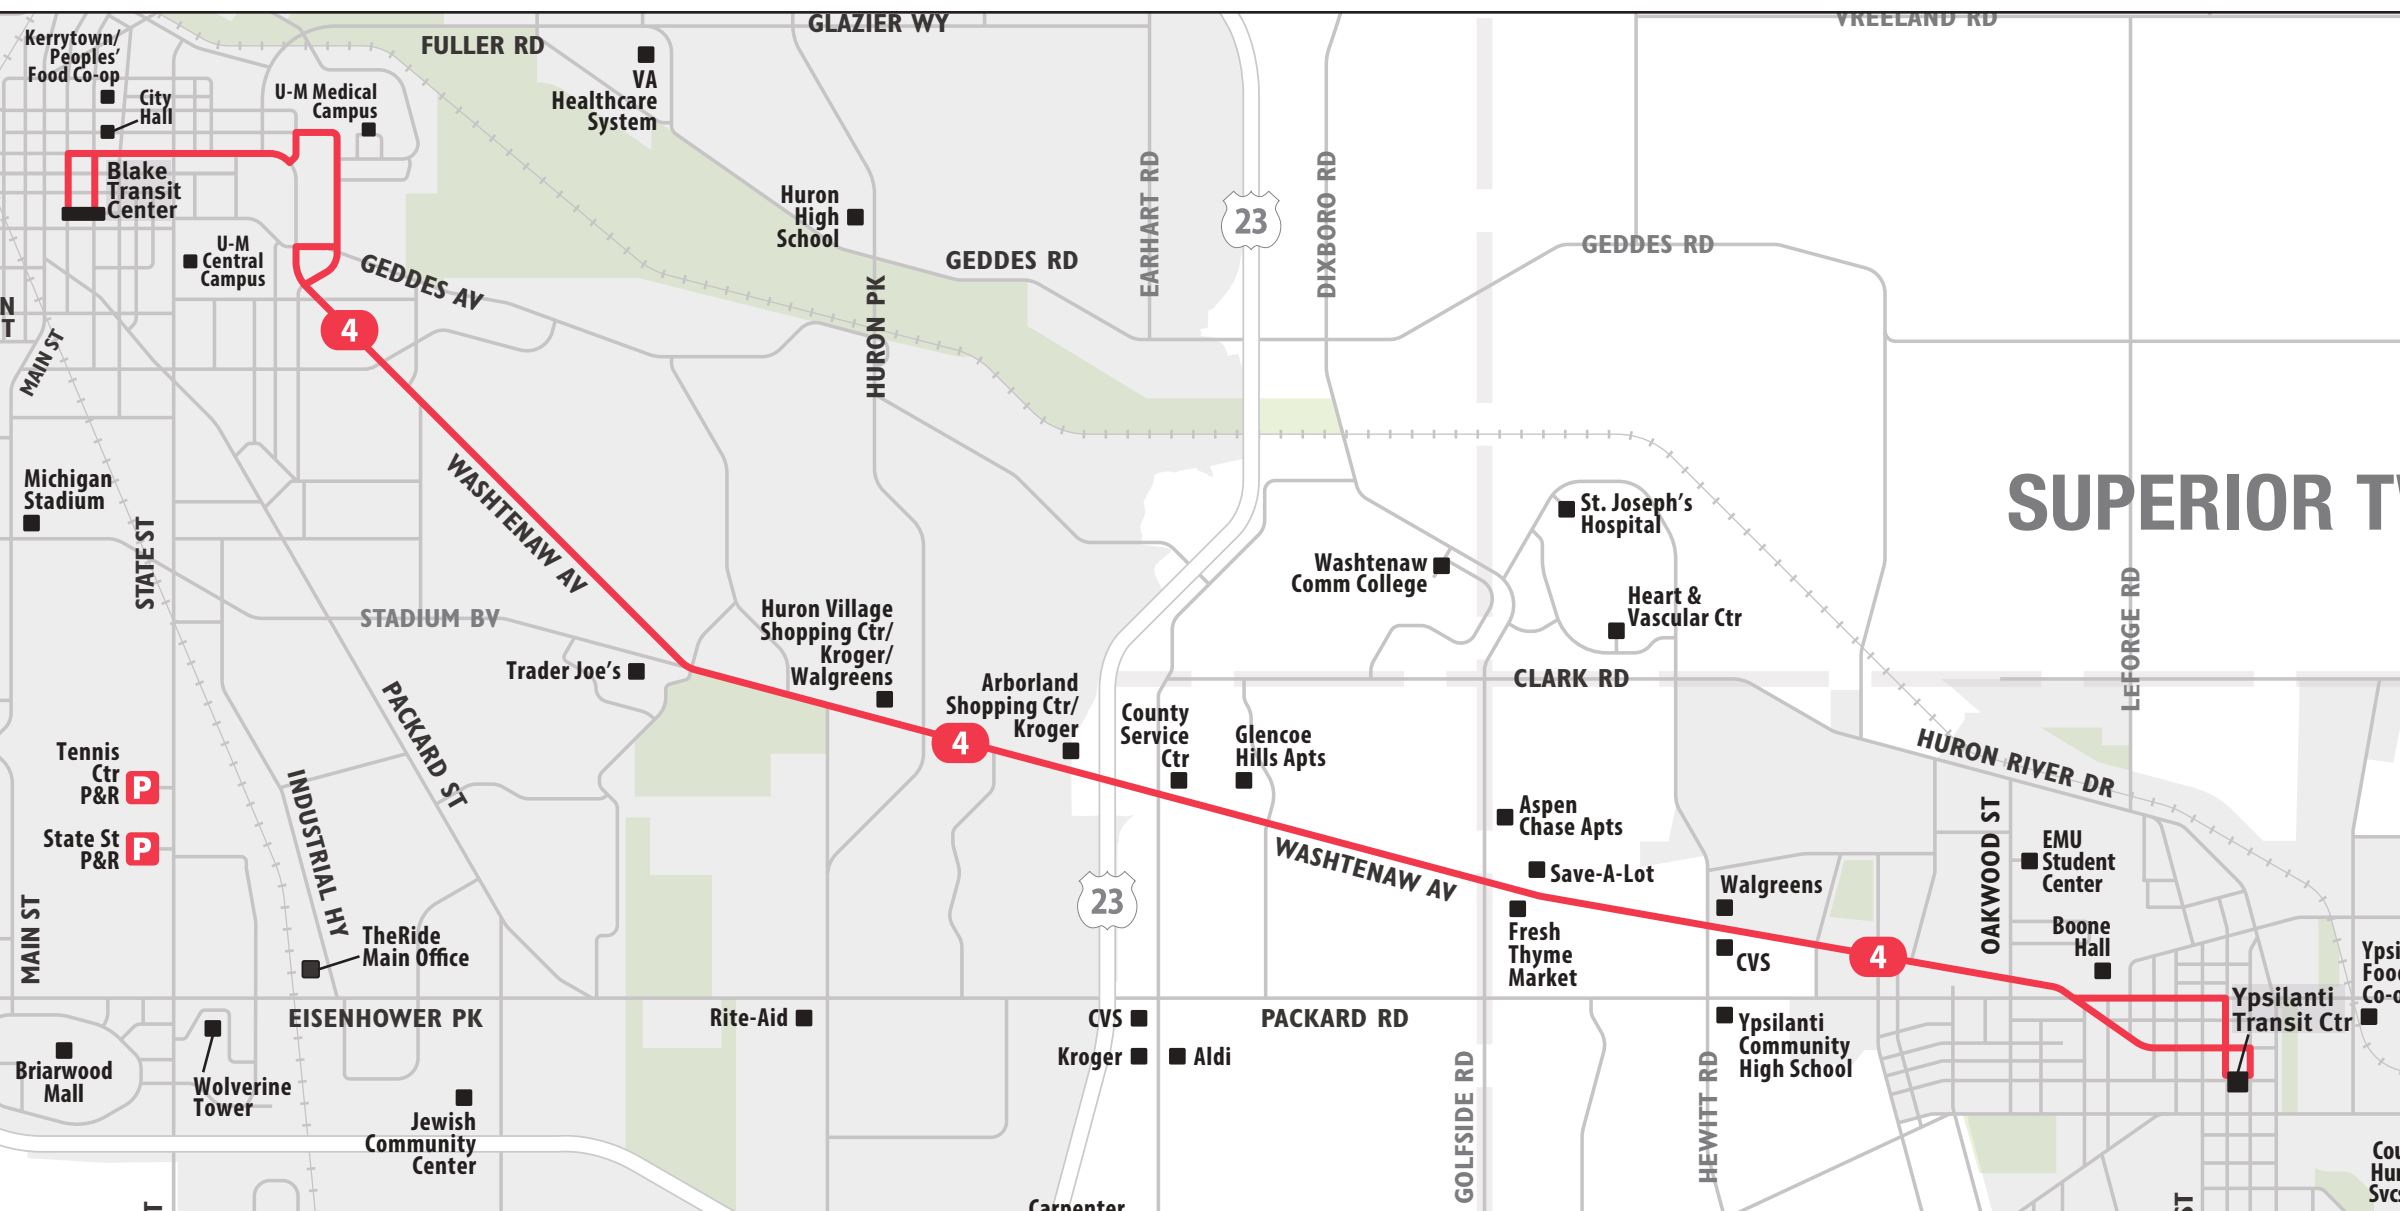 GLAZIER WY
VREELAND RD
Kerrytown/
Peoples'
Food Co-op
FULLER RD
VA
Healthcare
System
City
Hall
U-M Medical
Campus
Blake
Transit
Center
EARHART RD
23
DIXBORO RD
Huron
High
School
U-M
Central
Campus
GEDDES AV
GEDDES RD
GEDDES RD
HURON PK
4
MAIN ST
Michigan
Stadium
WASHTENAW AV
STATE ST
St. Joseph's
Hospital
SUPERIOR
Washtenaw
Comm College
Heart &
Vascular Ctr
LEFORGE RD
STADIUM BV
Huron Village
Shopping Ctr/
Kroger/
Walgreens
Trader Joe's
Arborland
Shopping Ctr/
Kroger
CLARK RD
PACKARD ST
County
Service
Ctr
Glencoe
Hills Apts
4
HURON RIVER DR
Tennis
Ctr
P&R
P
State St
P&R
P
INDUSTRIAL HY
Aspen
Chase Apts
WASHTENAW AV
Save-A-Lot
Walgreens
OAKWOOD ST
EMU
Student
Center
23
MAIN ST
TheRide
Main Office
Fresh
Thyme
Market
CVS
4
Boone
Hall
Ypsilanti
Transit Ctr
EISENHOWER PK
Rite-Aid
CVS
PACKARD RD
Ypsilanti
Community
High School
Kroger
Aldi
Briarwood
Mall
Wolverine
Tower
Jewish
Community
Center
GOLFSIDE RD
HEWITT RD
Carpenter